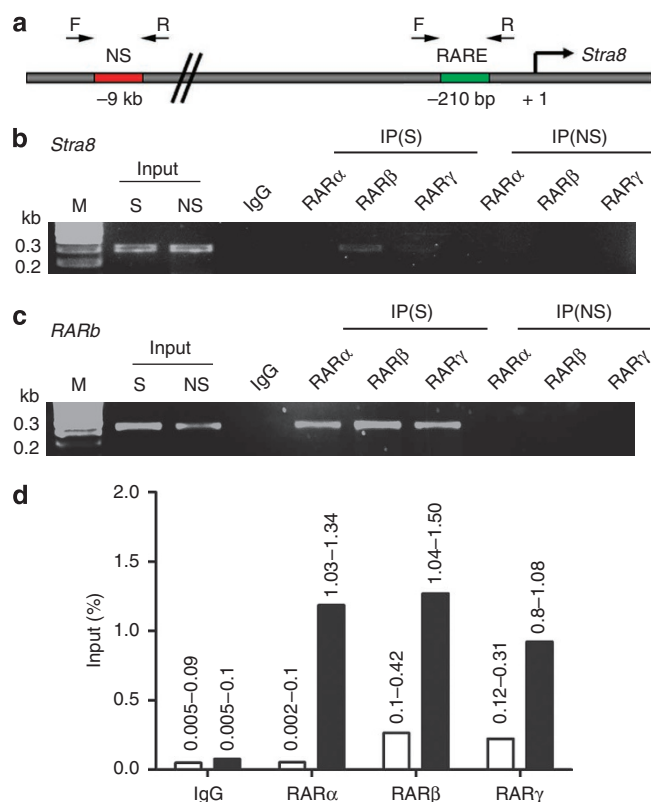 a
F R F R
NS RARE Stra8
–9 kb –210 bp + 1
b Stra8
IP(S) IP(NS)
Input
kb M S NS IgG RARα RARβ RARγ RARα RARβ RARγ
0.3
0.2
c RARb
IP(S) IP(NS)
Input
kb M S NS IgG RARα RARβ RARγ RARα RARβ RARγ
0.3
0.2
d
Input (%)
2.0
1.5
1.0
0.5
0.0
0.005–0.09 0.005–0.1 0.002–0.1 1.03–1.34 0.1–0.42 1.04–1.50 0.12–0.31 0.8–1.08
IgG RARα RARβ RARγ